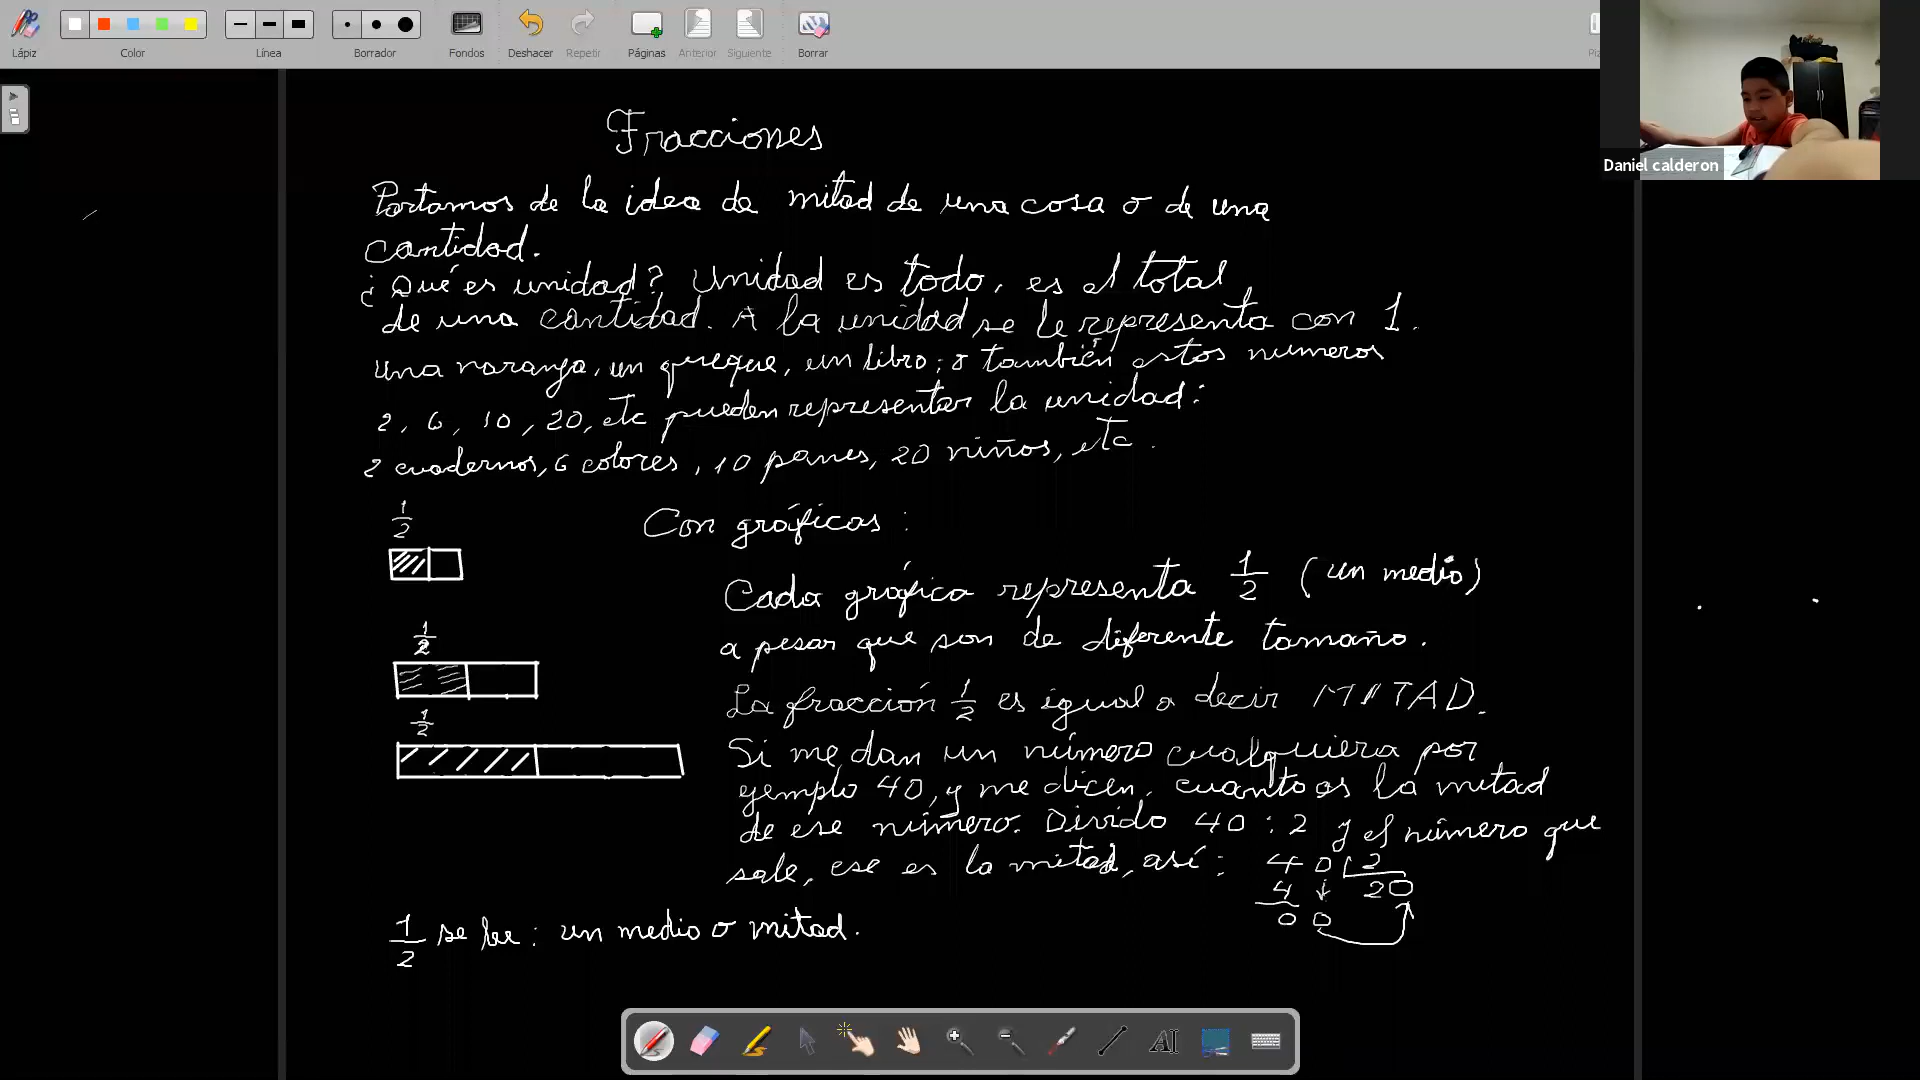 Lápiz
Color
Línea
Borrador
Fondos
Deshacer
Repetir
Páginas
Anterior
Siguiente
Borrar
Daniel calderon
Fracciones
Partamos de la idea de mitad de una cosa o de una
cantidad.
¿Qué es unidad? Unidad es todo, es el total
de una cantidad. A la unidad se le representa con 1.
una naranja, un queque, un libro; o también estos numeros
2, 6, 10, 20, etc pueden representar la unidad:
2 cuadernos, 6 colores, 10 panes, 20 niños, etc.
1/2
Con gráficas:
Cada gráfica representa 1/2 (un medio)
a pesar que son de diferente tamaño.
1/2
La fracción 1/2 es igual a decir MITAD.
1/2
Si me dan un número cualquiera por
ejemplo 40, y me dicen, cuanto es la mitad
de ese número. Divido 40 : 2 y el número que
sale, ese es la mitad, así: 40 2
4 20
0 0
1/2 se lee: un medio o mitad.
AI